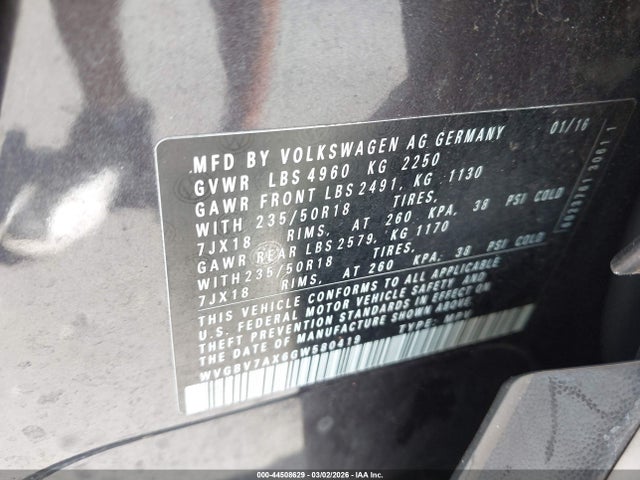 MFD BY VOLKSWAGEN AG GERMANY 01/16
GVWR LBS 4960 KG 2250
GAWR FRONT LBS 2491, KG 1130
WITH 235/50R18 TIRES,
7JX18 RIMS, AT 260 KPA, 38 PSI COLD
GAWR REAR LBS 2579, KG 1170
WITH 235/50R18 TIRES,
7JX18 RIMS, AT 260 KPA, 38 PSI COLD
THIS VEHICLE CONFORMS TO ALL APPLICABLE
U.S. FEDERAL MOTOR VEHICLE SAFETY AND
THEFT PREVENTION STANDARDS IN EFFECT ON
THE DATE OF MANUFACTURE SHOWN ABOVE.
WVGBV7AX6GW580419 TYPE: MPV
000-44508629 - 03/02/2026 - IAA Inc.